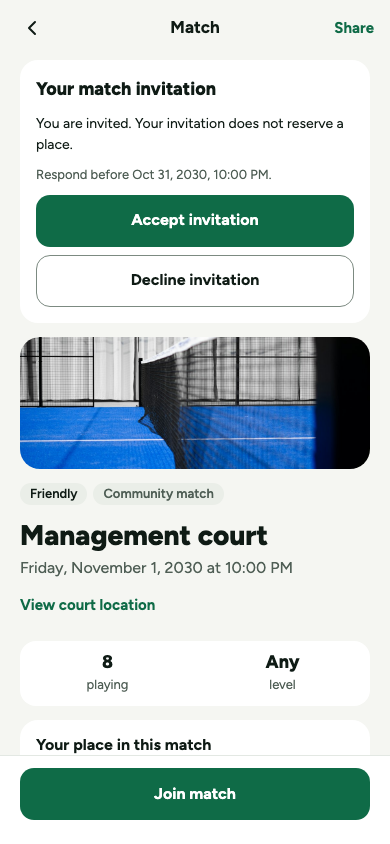 Match
Share
Your match invitation
You are invited. Your invitation does not reserve a
place.
Respond before Oct 31, 2030, 10:00 PM.
Accept invitation
Decline invitation
Friendly
Community match
Management court
Friday, November 1, 2030 at 10:00 PM
View court location
8
playing
Any
level
Your place in this match
Join match